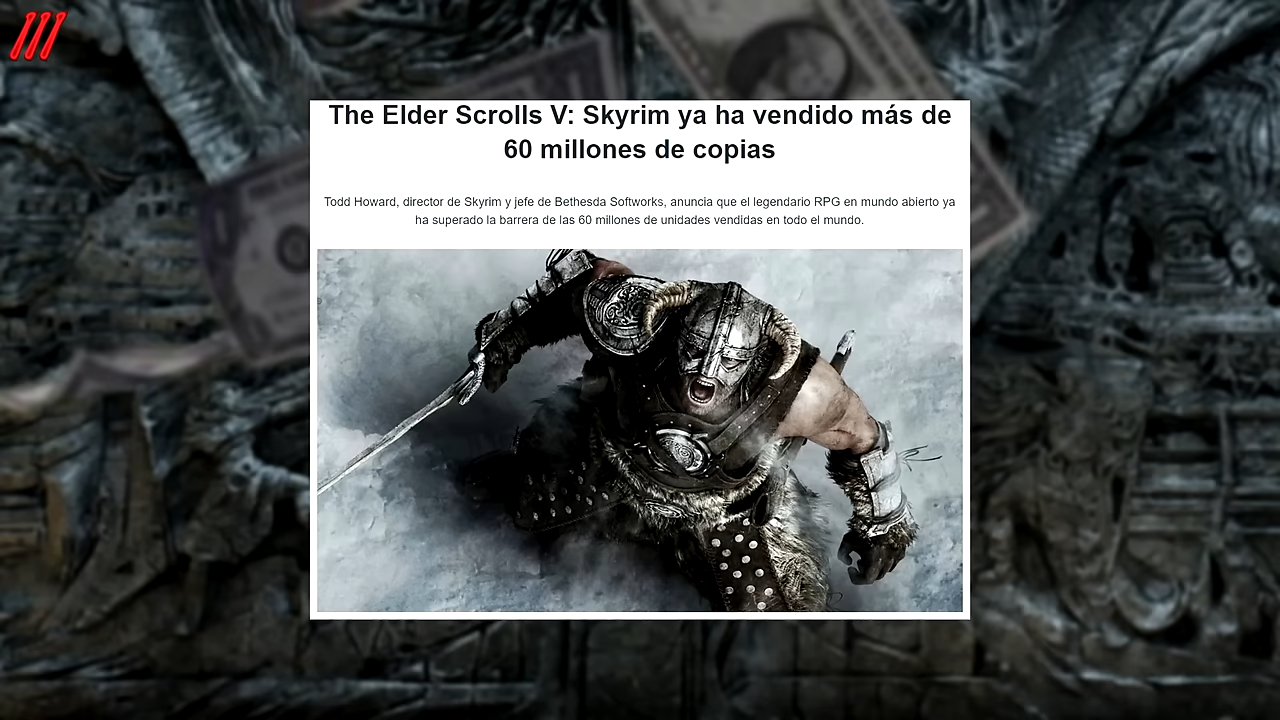 The Elder Scrolls V: Skyrim ya ha vendido más de
60 millones de copias
Todd Howard, director de Skyrim y jefe de Bethesda Softworks, anuncia que el legendario RPG en mundo abierto ya
ha superado la barrera de las 60 millones de unidades vendidas en todo el mundo.